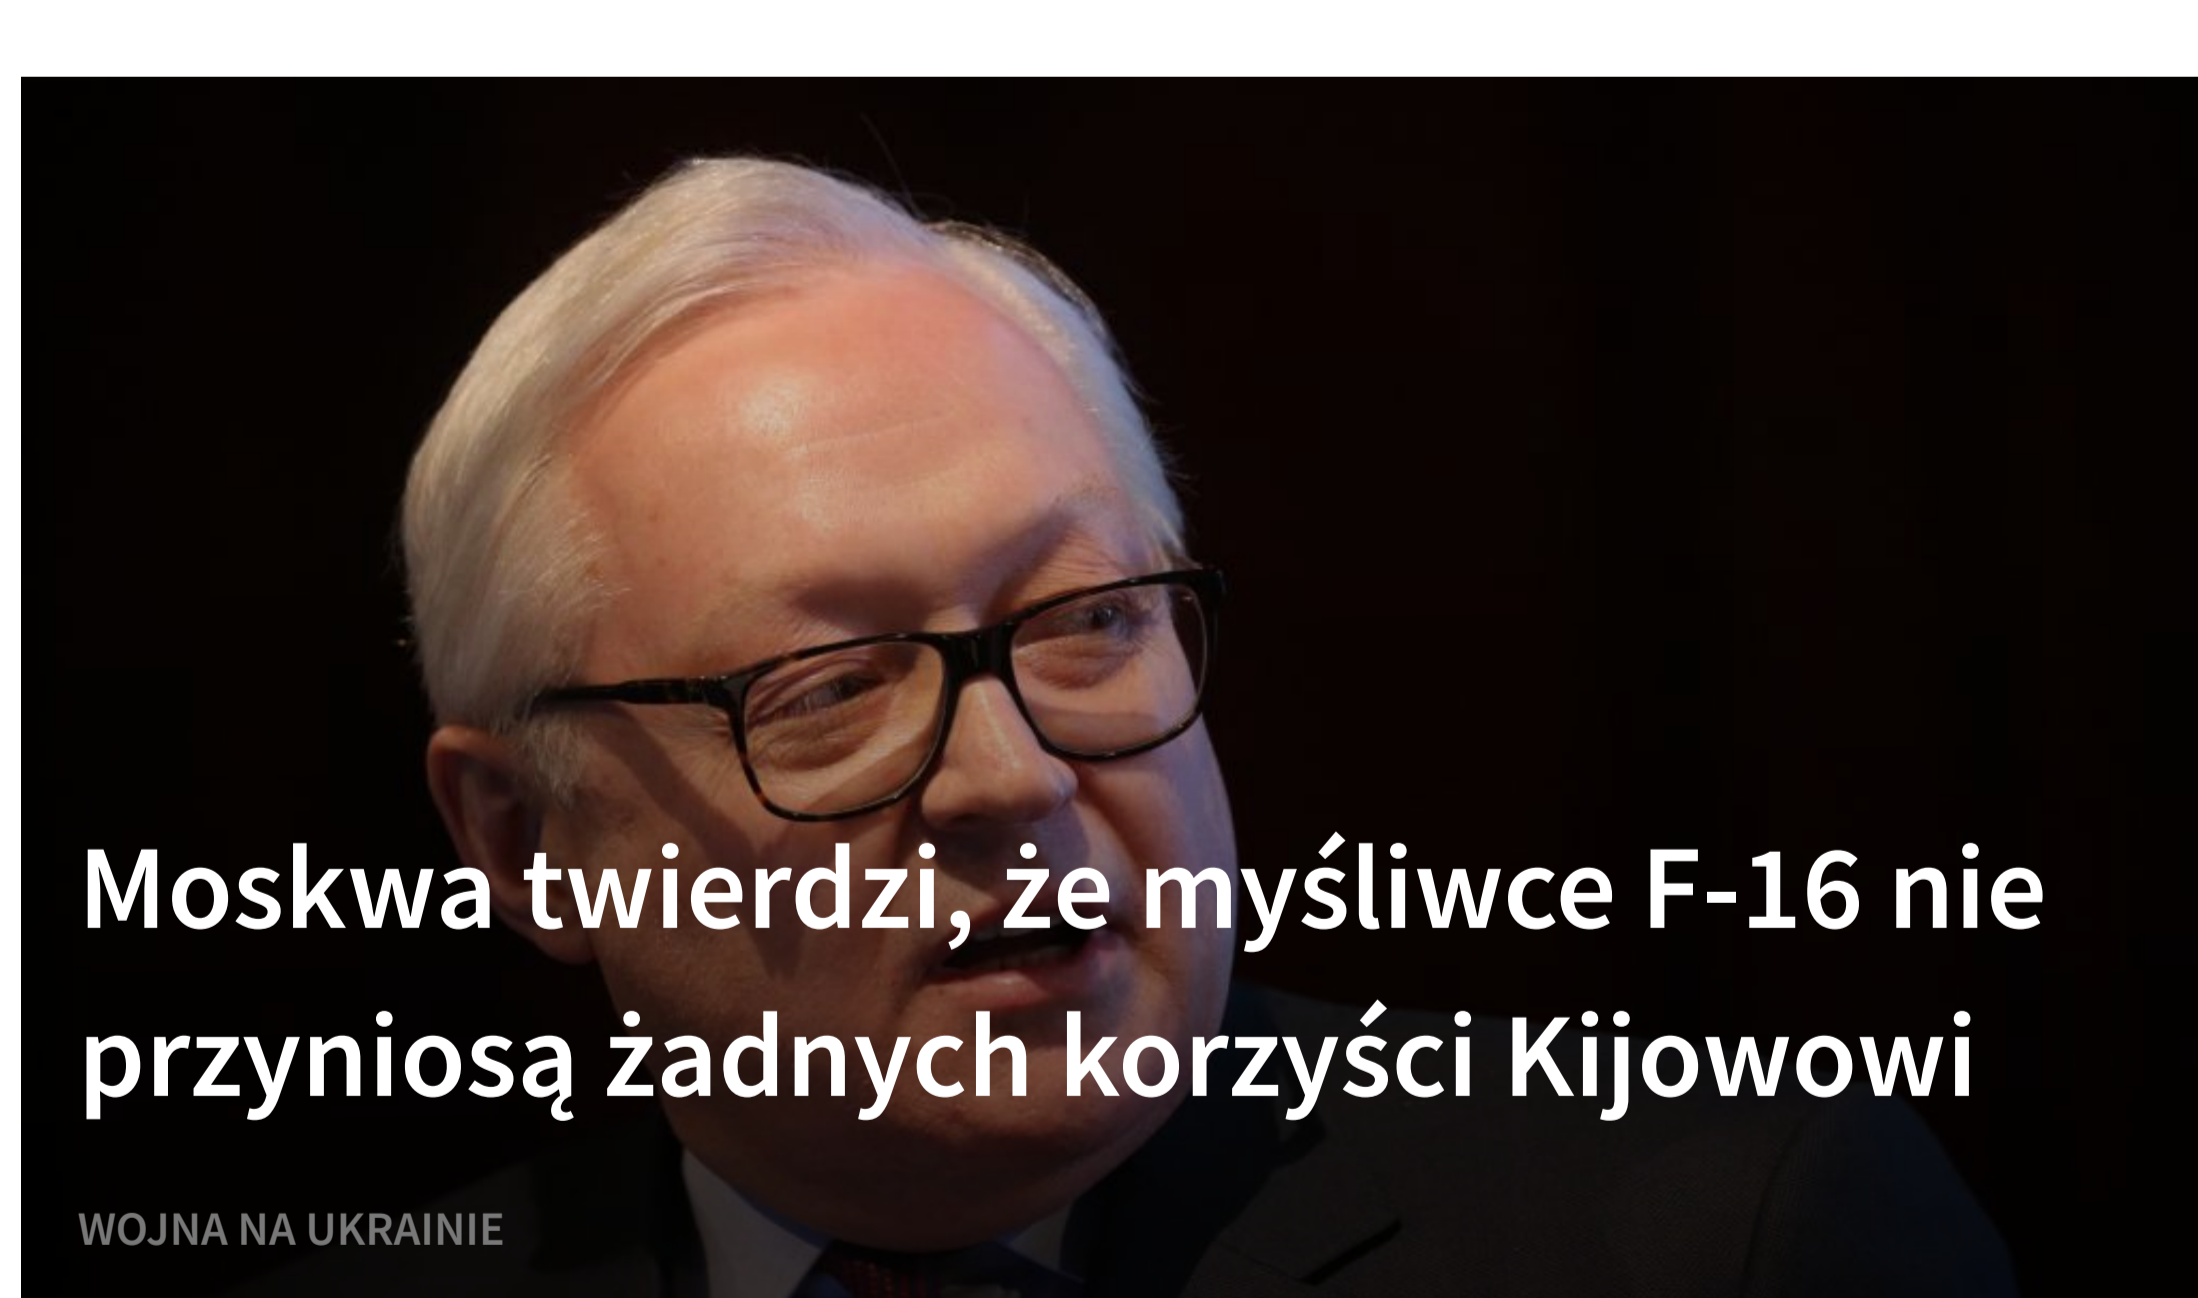 Moskwa twierdzi, że myśliwce F-16 nie
przyniosą żadnych korzyści Kijowowi
WOJNA NA UKRAINIE